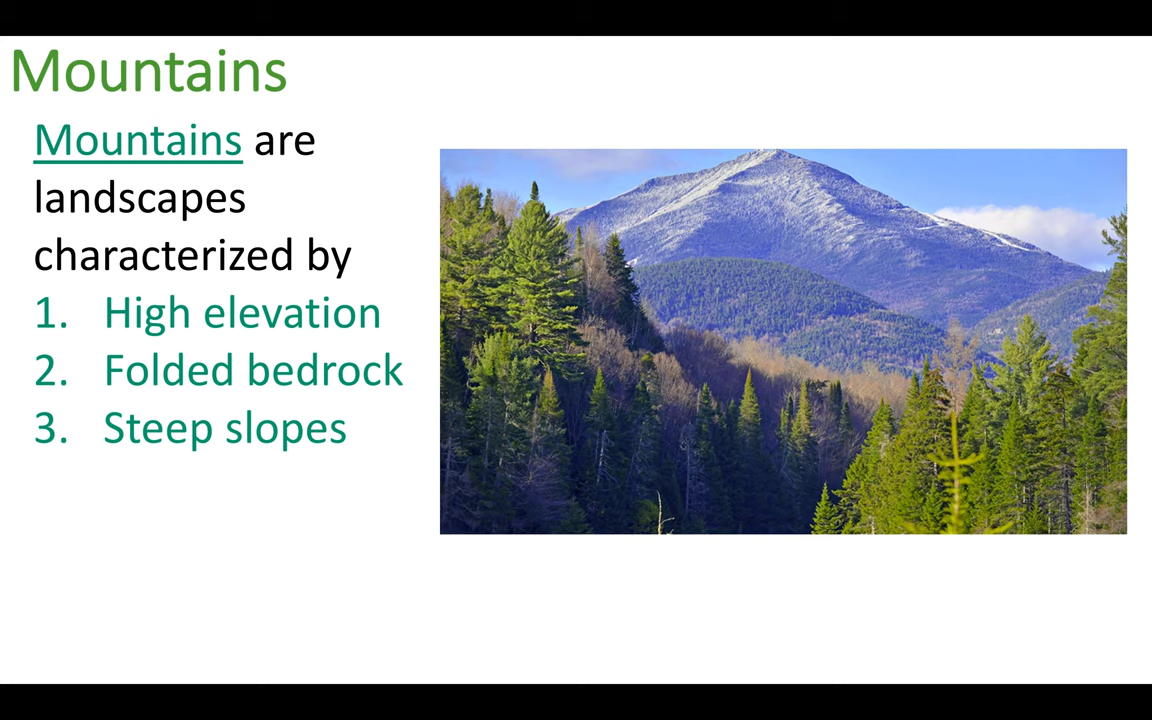 Mountains
Mountains are
landscapes
characterized by
1. High elevation
2. Folded bedrock
3. Steep slopes